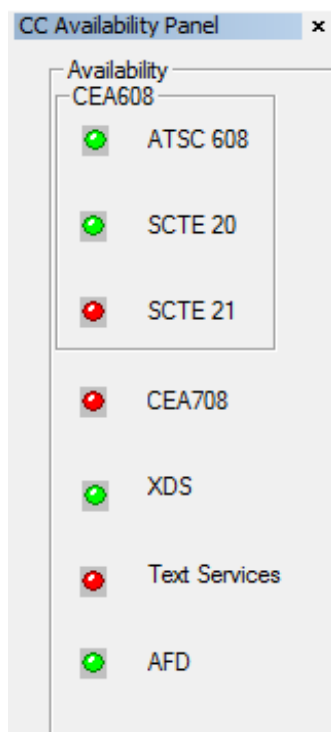 CC Availability Panel
Availability
CEA608
ATSC 608
SCTE 20
SCTE 21
CEA708
XDS
Text Services
AFD